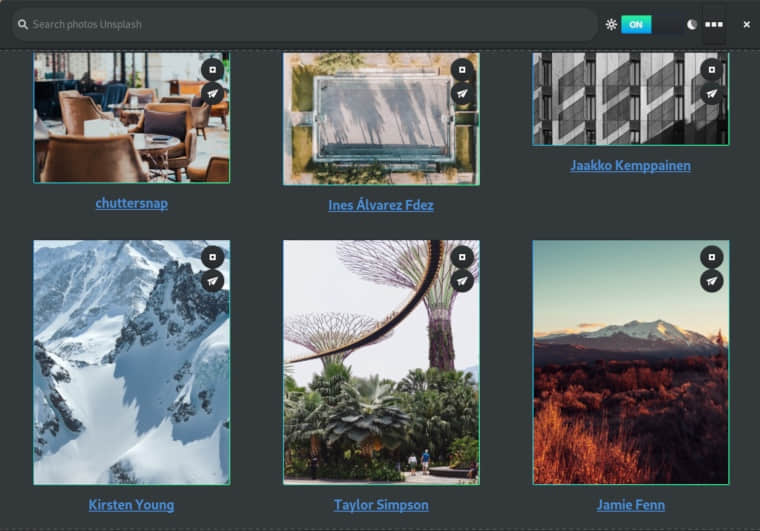 Search photos Unsplash
ON
chuttersnap
Ines Álvarez Fdez
Jaakko Kemppainen
Kirsten Young
Taylor Simpson
Jamie Fenn